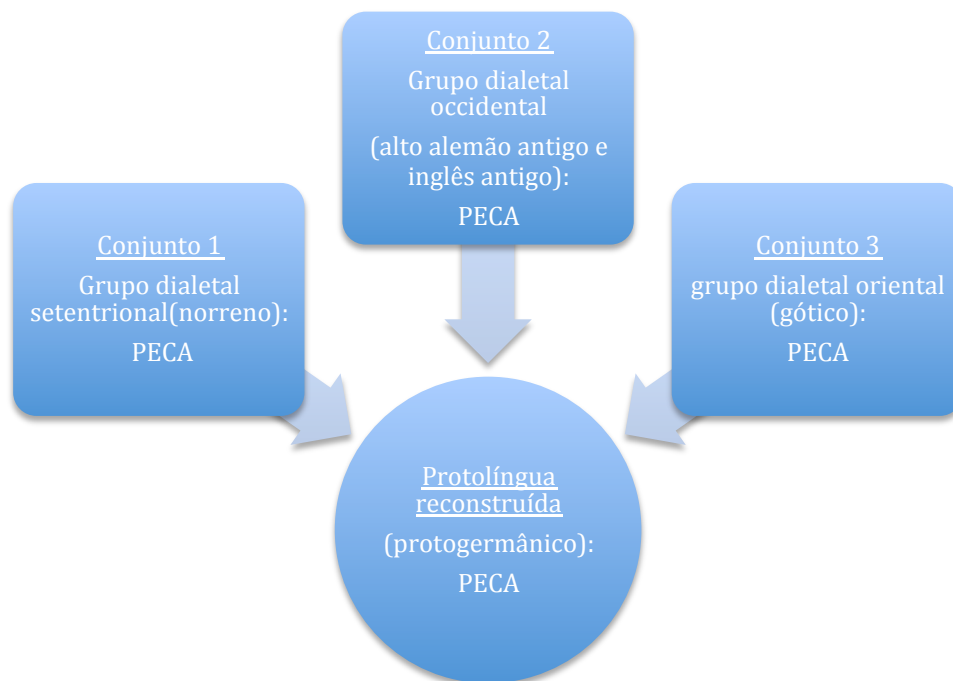 Conjunto 1
Grupo dialetal
setentrional(norreno):
PECA
Conjunto 2
Grupo dialetal
occidental
(alto alemão antigo e
inglês antigo):
PECA
Conjunto 3
grupo dialetal oriental
(gótico):
PECA
Protolíngua
reconstruída
(protogermânico):
PECA